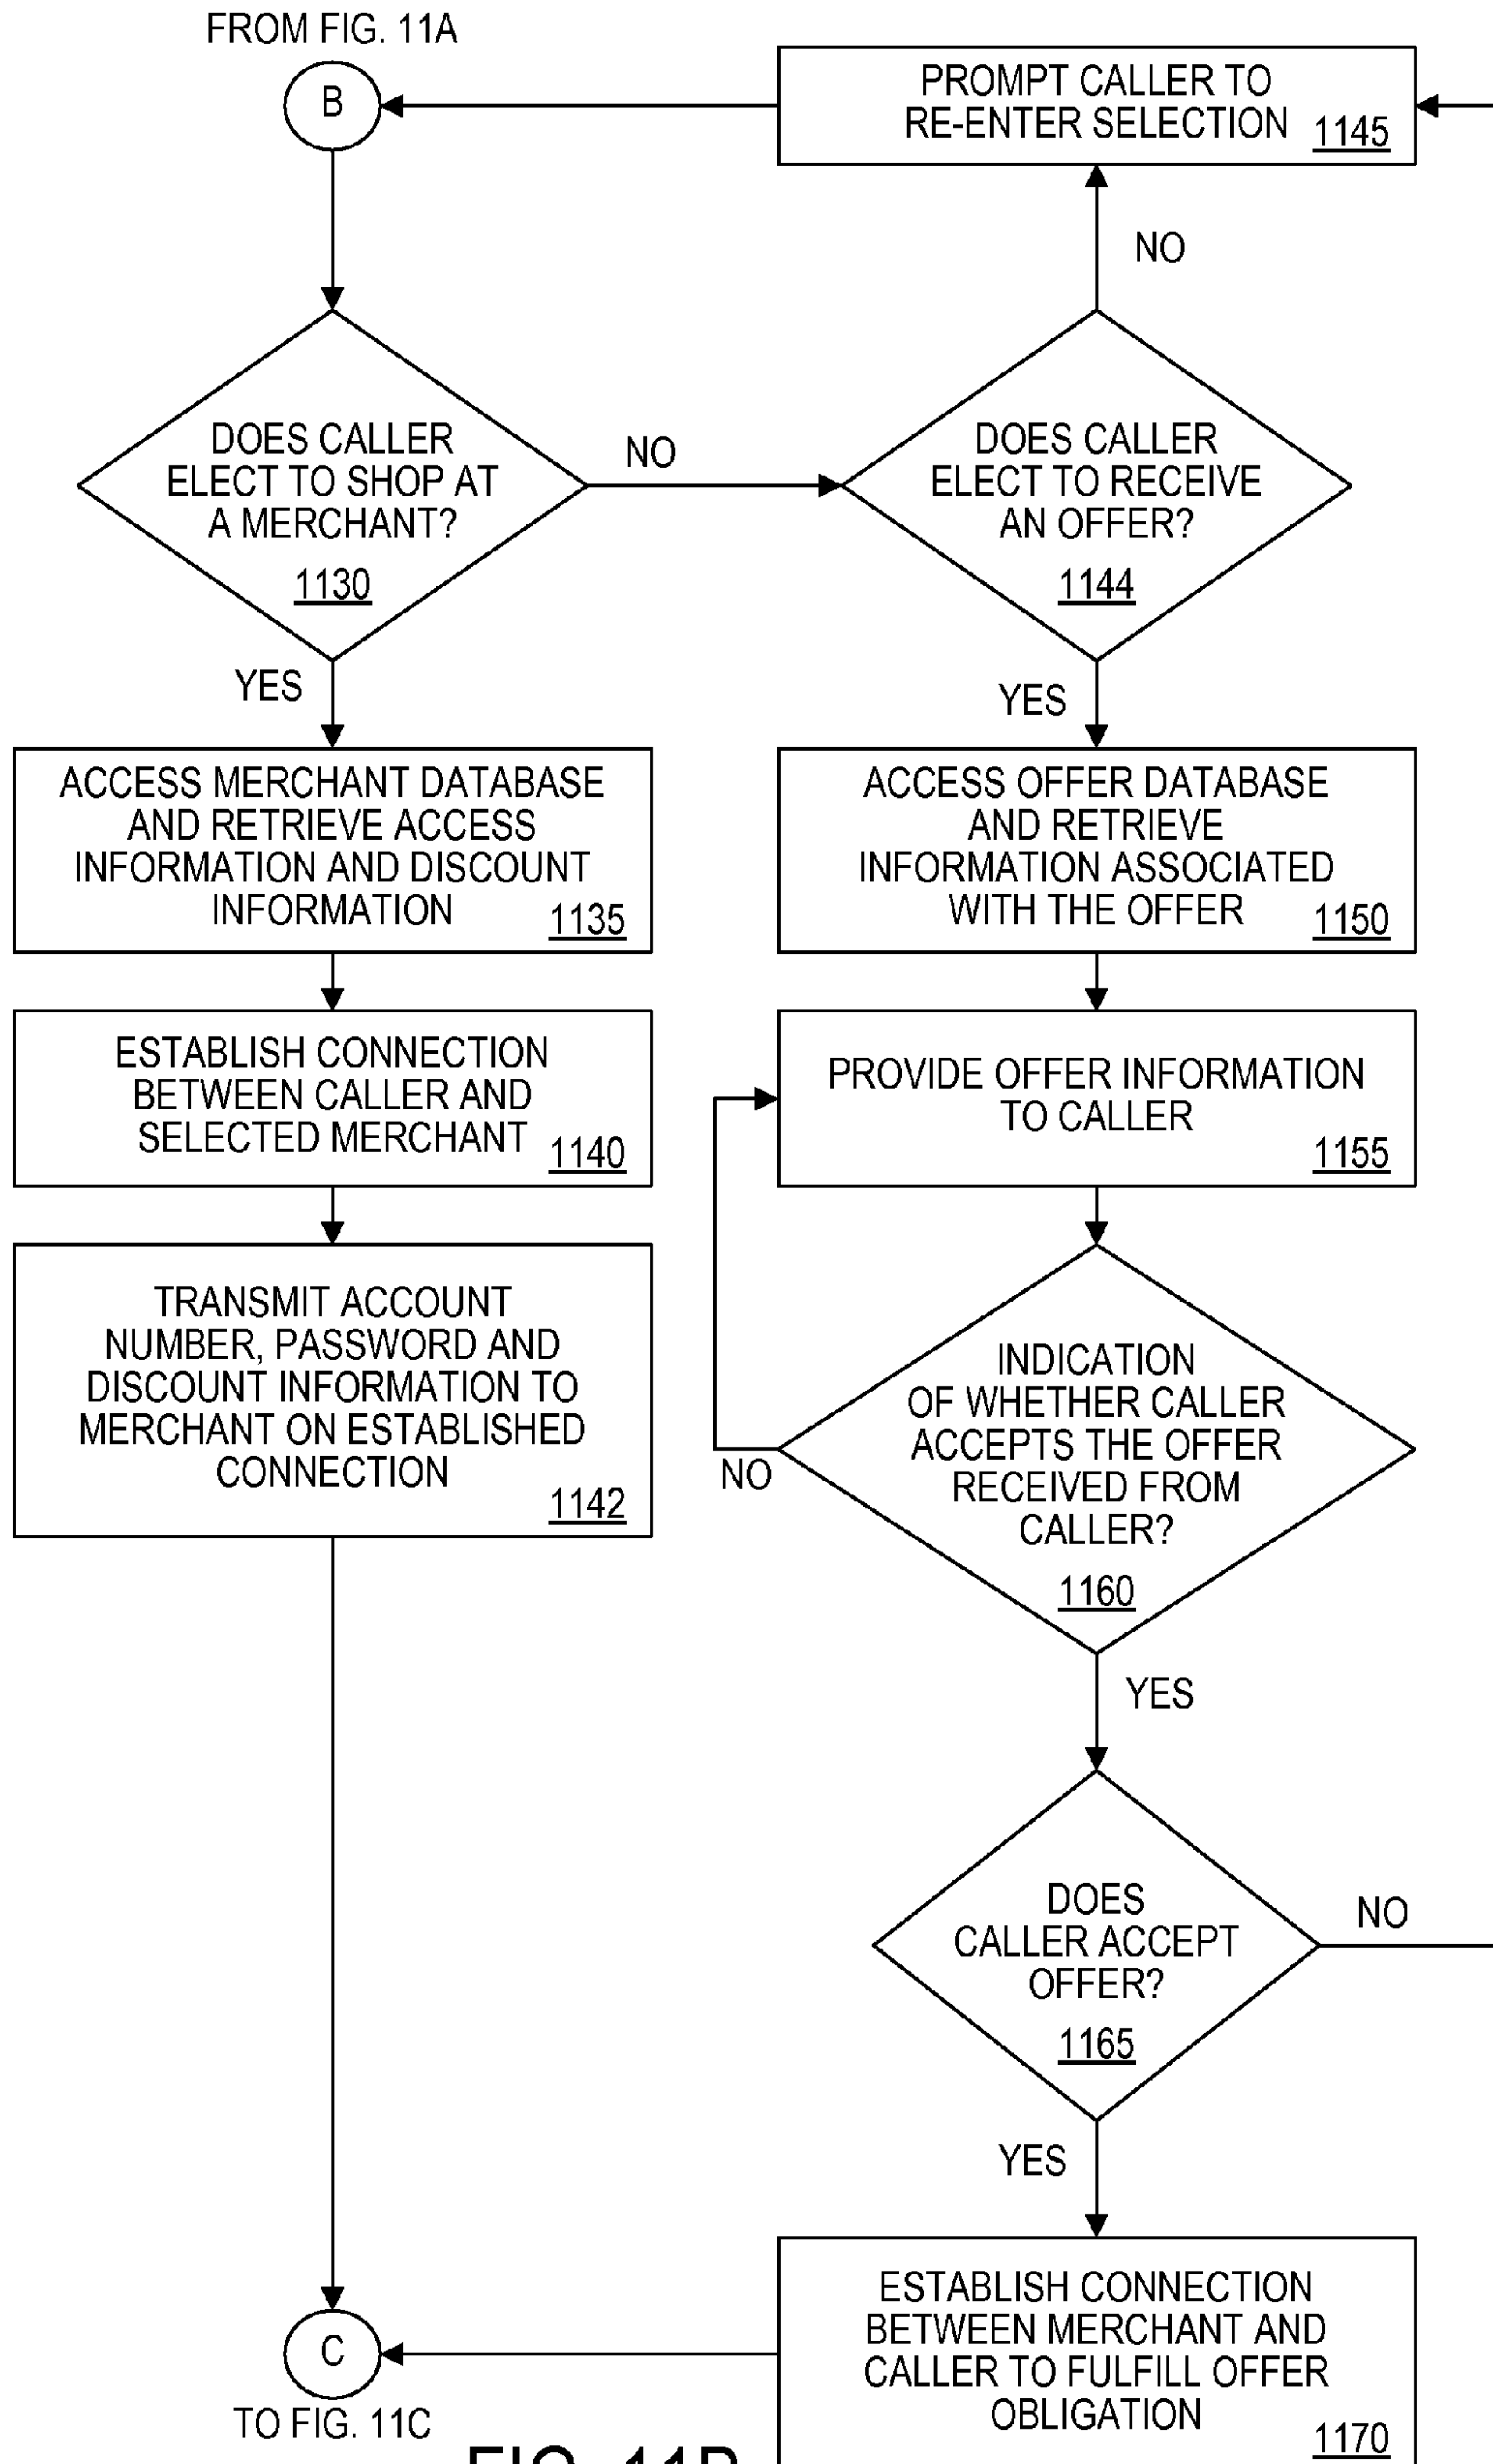 FROM FIG. 11A
B
PROMPT CALLER TO
RE-ENTER SELECTION 1145
NO
DOES CALLER
ELECT TO SHOP AT
A MERCHANT?
1130
NO
DOES CALLER
ELECT TO RECEIVE
AN OFFER?
1144
YES
YES
ACCESS MERCHANT DATABASE
AND RETRIEVE ACCESS
INFORMATION AND DISCOUNT
INFORMATION 1135
ACCESS OFFER DATABASE
AND RETRIEVE
INFORMATION ASSOCIATED
WITH THE OFFER 1150
ESTABLISH CONNECTION
BETWEEN CALLER AND
SELECTED MERCHANT 1140
PROVIDE OFFER INFORMATION
TO CALLER
1155
TRANSMIT ACCOUNT
NUMBER, PASSWORD AND
DISCOUNT INFORMATION TO
MERCHANT ON ESTABLISHED
CONNECTION
1142
INDICATION
OF WHETHER CALLER
ACCEPTS THE OFFER
RECEIVED FROM
CALLER?
1160
NO
YES
DOES
CALLER ACCEPT
OFFER?
1165
NO
YES
C
TO FIG. 11C
ESTABLISH CONNECTION
BETWEEN MERCHANT AND
CALLER TO FULFILL OFFER
OBLIGATION
1170
FIG. 11B